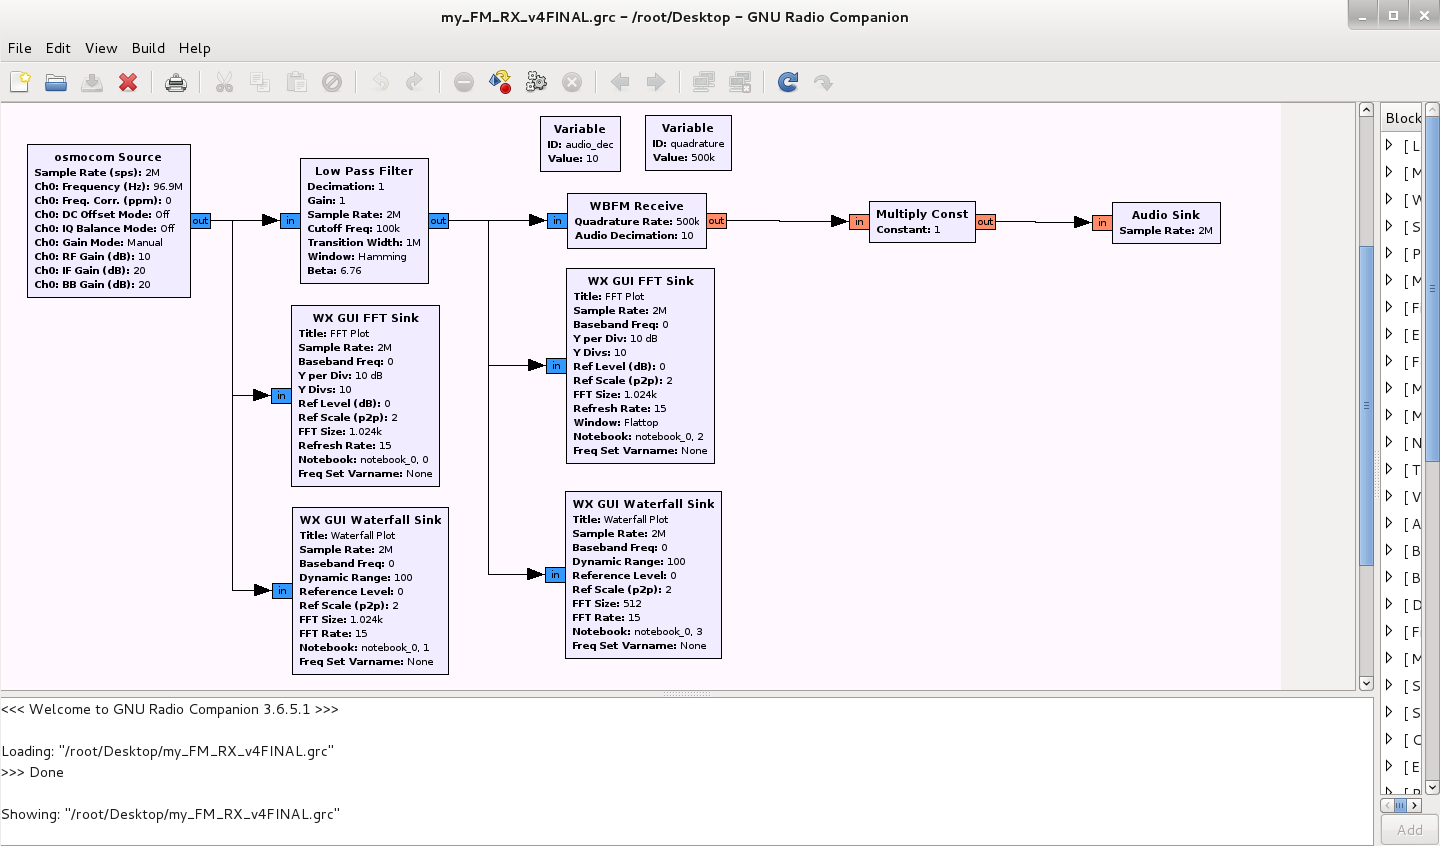 my_FM_RX_v4FINAL.grc - /root/Desktop - GNU Radio Companion
File Edit View Build Help
osmocom Source
Sample Rate (sps): 2M
Ch0: Frequency (Hz): 96.9M
Ch0: Freq. Corr. (ppm): 0
Ch0: DC Offset Mode: Off
Ch0: IQ Balance Mode: Off
Ch0: Gain Mode: Manual
Ch0: RF Gain (dB): 10
Ch0: IF Gain (dB): 20
Ch0: BB Gain (dB): 20
out
in
Low Pass Filter
Decimation: 1
Gain: 1
Sample Rate: 2M
Cutoff Freq: 100k
Transition Width: 1M
Window: Hamming
Beta: 6.76
out
Variable
ID: audio_dec
Value: 10
Variable
ID: quadrature
Value: 500k
in
WBFM Receive
Quadrature Rate: 500k
Audio Decimation: 10
out
in
Multiply Const
Constant: 1
out
in
Audio Sink
Sample Rate: 2M
in
WX GUI FFT Sink
Title: FFT Plot
Sample Rate: 2M
Baseband Freq: 0
Y per Div: 10 dB
Y Divs: 10
Ref Level (dB): 0
Ref Scale (p2p): 2
FFT Size: 1.024k
Refresh Rate: 15
Notebook: notebook_0, 0
Freq Set Varname: None
in
WX GUI FFT Sink
Title: FFT Plot
Sample Rate: 2M
Baseband Freq: 0
Y per Div: 10 dB
Y Divs: 10
Ref Level (dB): 0
Ref Scale (p2p): 2
FFT Size: 1.024k
Refresh Rate: 15
Window: Flattop
Notebook: notebook_0, 2
Freq Set Varname: None
in
WX GUI Waterfall Sink
Title: Waterfall Plot
Sample Rate: 2M
Baseband Freq: 0
Dynamic Range: 100
Reference Level: 0
Ref Scale (p2p): 2
FFT Size: 1.024k
FFT Rate: 15
Notebook: notebook_0, 1
Freq Set Varname: None
in
WX GUI Waterfall Sink
Title: Waterfall Plot
Sample Rate: 2M
Baseband Freq: 0
Dynamic Range: 100
Reference Level: 0
Ref Scale (p2p): 2
FFT Size: 512
FFT Rate: 15
Notebook: notebook_0, 3
Freq Set Varname: None
Block
[ L
[ M
[ W
[ S
[ P
[ M
[ F
[ E
[ F
[ M
[ M
[ N
[ T
[ V
[ A
[ B
[ B
[ D
[ F
[ M
[ S
[ S
[ C
[ E
Add
<<< Welcome to GNU Radio Companion 3.6.5.1 >>>
Loading: "/root/Desktop/my_FM_RX_v4FINAL.grc"
>>> Done
Showing: "/root/Desktop/my_FM_RX_v4FINAL.grc"